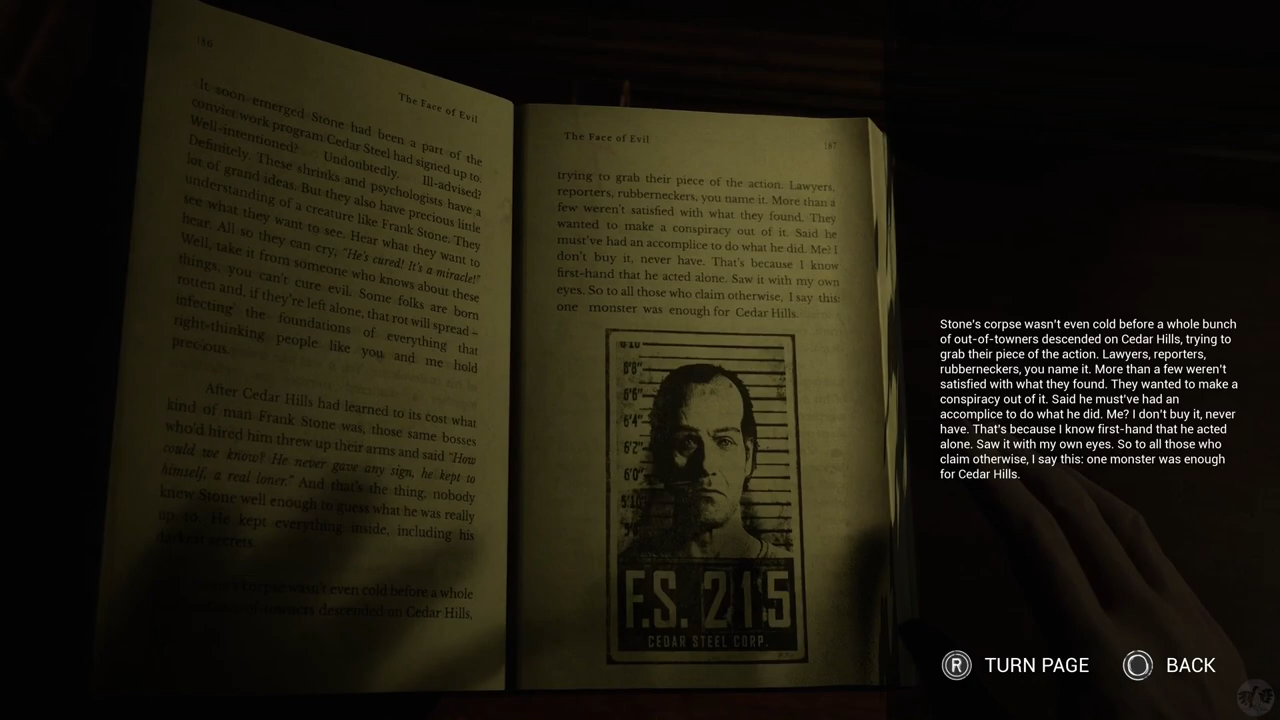 186
The Face of Evil
It soon emerged Stone had been a part of the
convict work program Cedar Steel had signed up to.
Well-intentioned? Undoubtedly. Ill-advised?
Definitely. These shrinks and psychologists have a
lot of grand ideas. But they also have precious little
understanding of a creature like Frank Stone. They
see what they want to see. Hear what they want to
hear. All so they can cry, "He's cured! It's a miracle!"
Well, take it from someone who knows about these
things, you can't cure evil. Some folks are born
rotten and, if they're left alone, that rot will spread –
infecting the foundations of everything that
right-thinking people like you and me hold
precious.
After Cedar Hills had learned to its cost what
kind of man Frank Stone was, those same bosses
who'd hired him threw up their arms and said "How
could we know? He never gave any sign, he kept to
himself, a real loner." And that's the thing, nobody
knew Stone well enough to guess what he was really
up to. He kept everything inside, including his
darkest secrets.
corpse wasn't even cold before a whole
descended on Cedar Hills,
The Face of Evil
187
trying to grab their piece of the action. Lawyers,
reporters, rubberneckers, you name it. More than a
few weren't satisfied with what they found. They
wanted to make a conspiracy out of it. Said he
must've had an accomplice to do what he did. Me? I
don't buy it, never have. That's because I know
first-hand that he acted alone. Saw it with my own
eyes. So to all those who claim otherwise, I say this:
one monster was enough for Cedar Hills.
6'8"
6'6"
6'4"
6'2"
6'0"
5'10"
F.S. 215
CEDAR STEEL CORP.
Stone's corpse wasn't even cold before a whole bunch
of out-of-towners descended on Cedar Hills, trying to
grab their piece of the action. Lawyers, reporters,
rubberneckers, you name it. More than a few weren't
satisfied with what they found. They wanted to make a
conspiracy out of it. Said he must've had an
accomplice to do what he did. Me? I don't buy it, never
have. That's because I know first-hand that he acted
alone. Saw it with my own eyes. So to all those who
claim otherwise, I say this: one monster was enough
for Cedar Hills.
R TURN PAGE
BACK